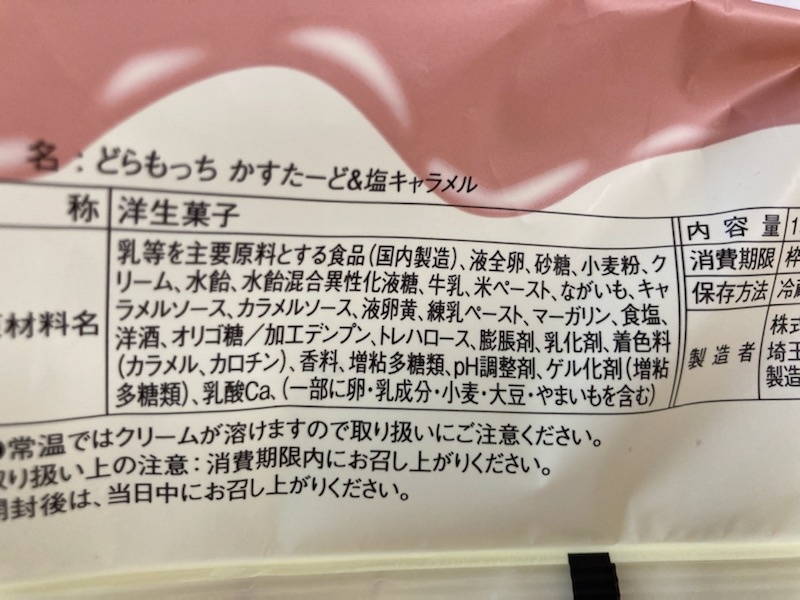 名:どらもっち かすたーど&塩キャラメル
称 洋生菓子
材料名
乳等を主要原料とする食品(国内製造)、液全卵、砂糖、小麦粉、ク
リーム、水飴、水飴混合異性化液糖、牛乳、米ペースト、ながいも、キャ
ラメルソース、カラメルソース、液卵黄、練乳ペースト、マーガリン、食塩、
洋酒、オリゴ糖/加工デンプン、トレハロース、膨脹剤、乳化剤、着色料
(カラメル、カロチン)、香料、増粘多糖類、pH調整剤、ゲル化剤(増粘
多糖類)、乳酸Ca、(一部に卵・乳成分・小麦・大豆・やまいもを含む)
内容量
消費期限 枠
保存方法 冷蔵
製造者
株式
埼玉
製造
●常温ではクリームが溶けますので取り扱いにご注意ください。
取り扱い上の注意:消費期限内にお召し上がりください。
開封後は、当日中にお召し上がりください。